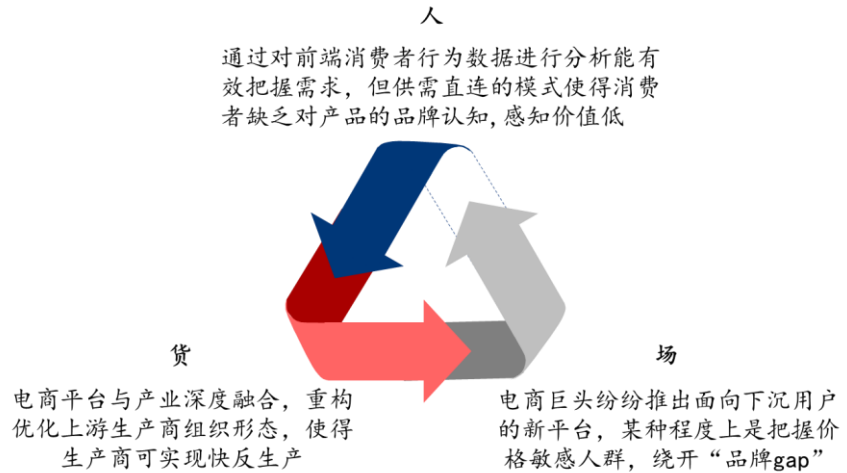 人
通过对前端消费者行为数据进行分析能有
效把握需求，但供需直连的模式使得消费
者缺乏对产品的品牌认知,感知价值低
货
电商平台与产业深度融合，重构
优化上游生产商组织形态，使得
生产商可实现快反生产
场
电商巨头纷纷推出面向下沉用户
的新平台，某种程度上是把握价
格敏感人群，绕开“品牌gap”